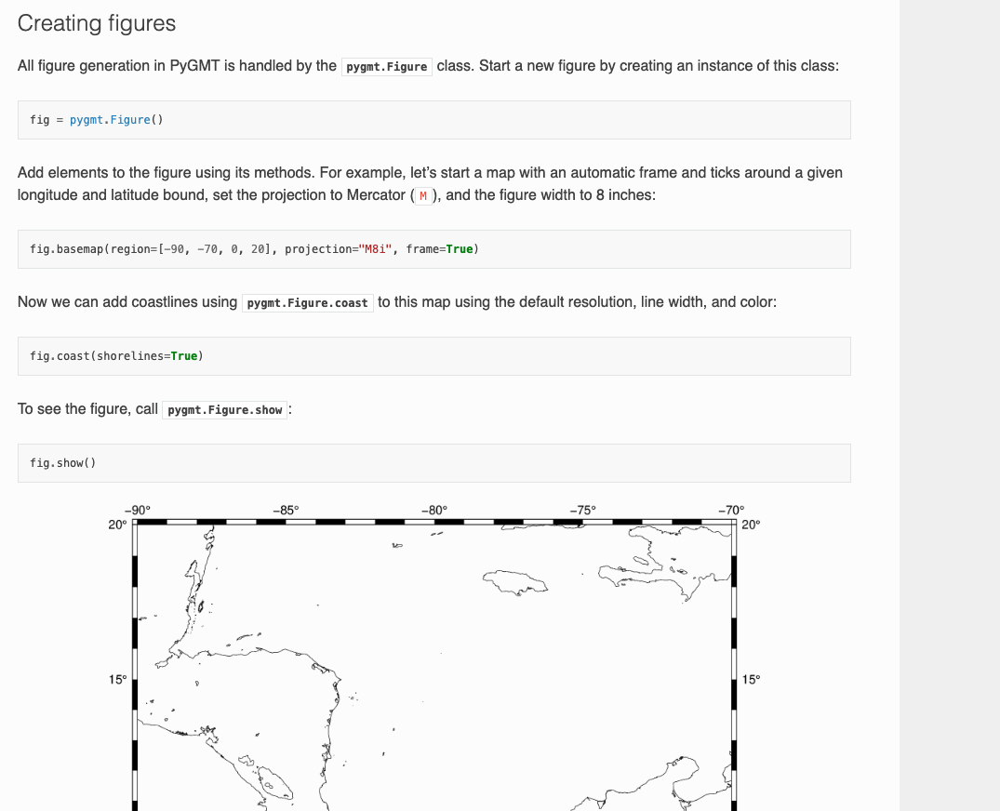 Creating figures
All figure generation in PyGMT is handled by the pygmt.Figure class. Start a new figure by creating an instance of this class:
fig = pygmt.Figure()
Add elements to the figure using its methods. For example, let’s start a map with an automatic frame and ticks around a given
longitude and latitude bound, set the projection to Mercator ( M ), and the figure width to 8 inches:
fig.basemap(region=[-90, -70, 0, 20], projection="M8i", frame=True)
Now we can add coastlines using pygmt.Figure.coast to this map using the default resolution, line width, and color:
fig.coast(shorelines=True)
To see the figure, call pygmt.Figure.show :
fig.show()
−90° −85° −80° −75° −70°
20° 20°
15° 15°